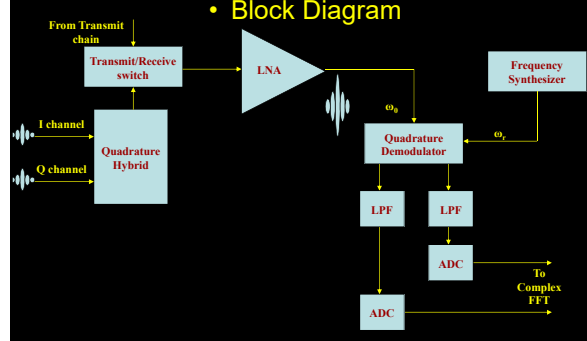 • Block Diagram
From Transmit
chain
Transmit/Receive
switch
LNA
Frequency
Synthesizer
I channel
Q channel
Quadrature
Hybrid
ω₀
ωᵣ
Quadrature
Demodulator
LPF
LPF
ADC
ADC
To
Complex
FFT